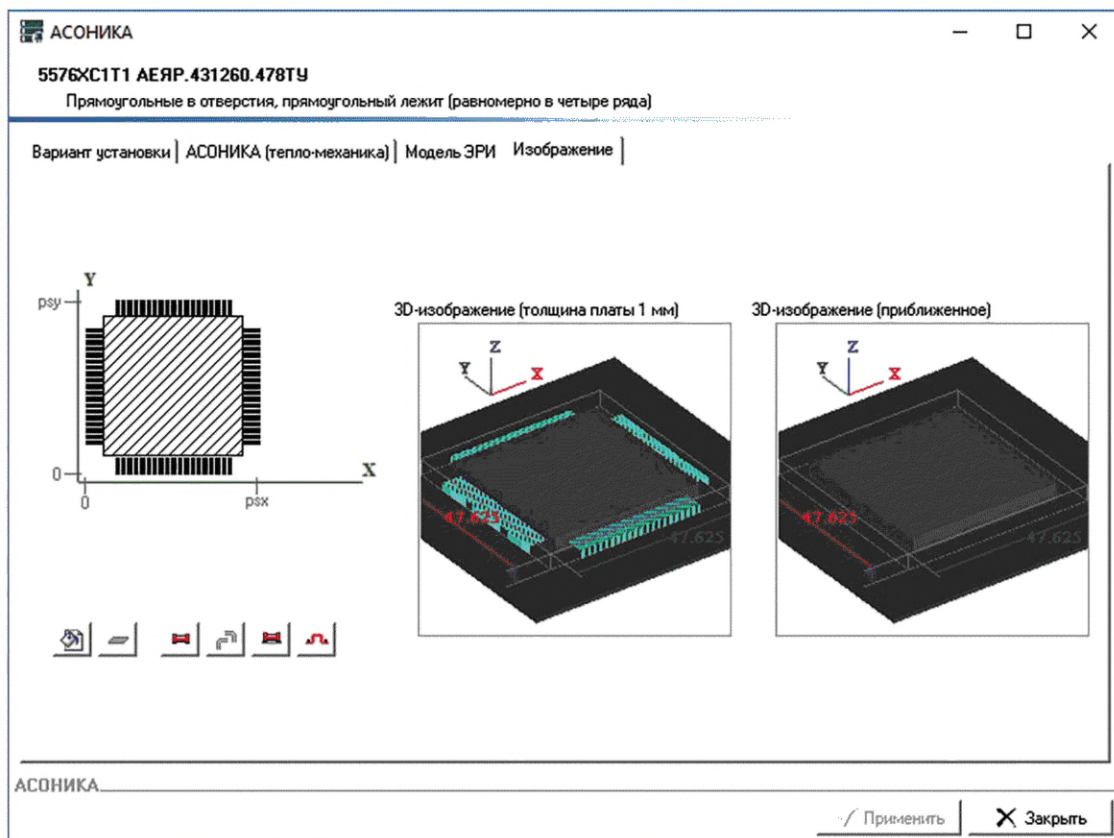 АСОНИКА
5576ХС1Т1 АЕЯР.431260.478ТУ
Прямоугольные в отверстия, прямоугольный лежит (равномерно в четыре ряда)
Вариант установки АСОНИКА (тепло-механика) Модель ЭРИ Изображение
Y
psy
0
0
psx
X
3D-изображение (толщина платы 1 мм)
Z
Y
X
47.625
47.625
3D-изображение (приближенное)
Z
Y
X
47.625
47.625
АСОНИКА
Применить
Закрыть